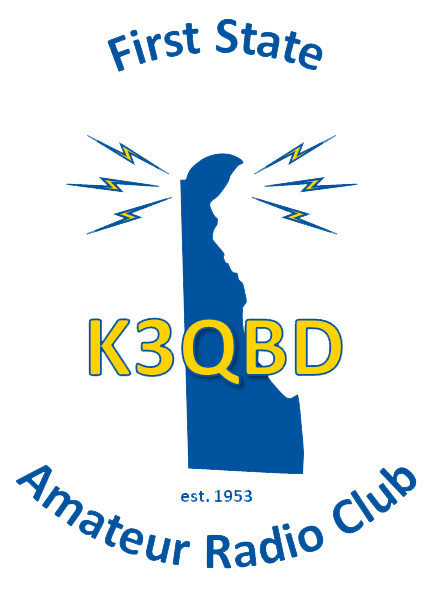 First State
K3QBD
est. 1953
Amateur Radio Club